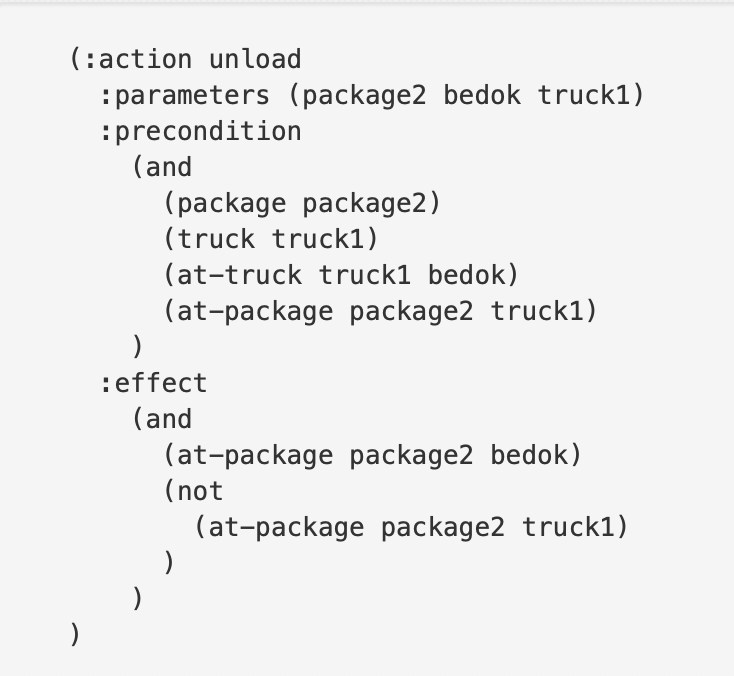 (:action unload
  :parameters (package2 bedok truck1)
  :precondition
    (and
      (package package2)
      (truck truck1)
      (at-truck truck1 bedok)
      (at-package package2 truck1)
    )
  :effect
    (and
      (at-package package2 bedok)
      (not
        (at-package package2 truck1)
      )
    )
)